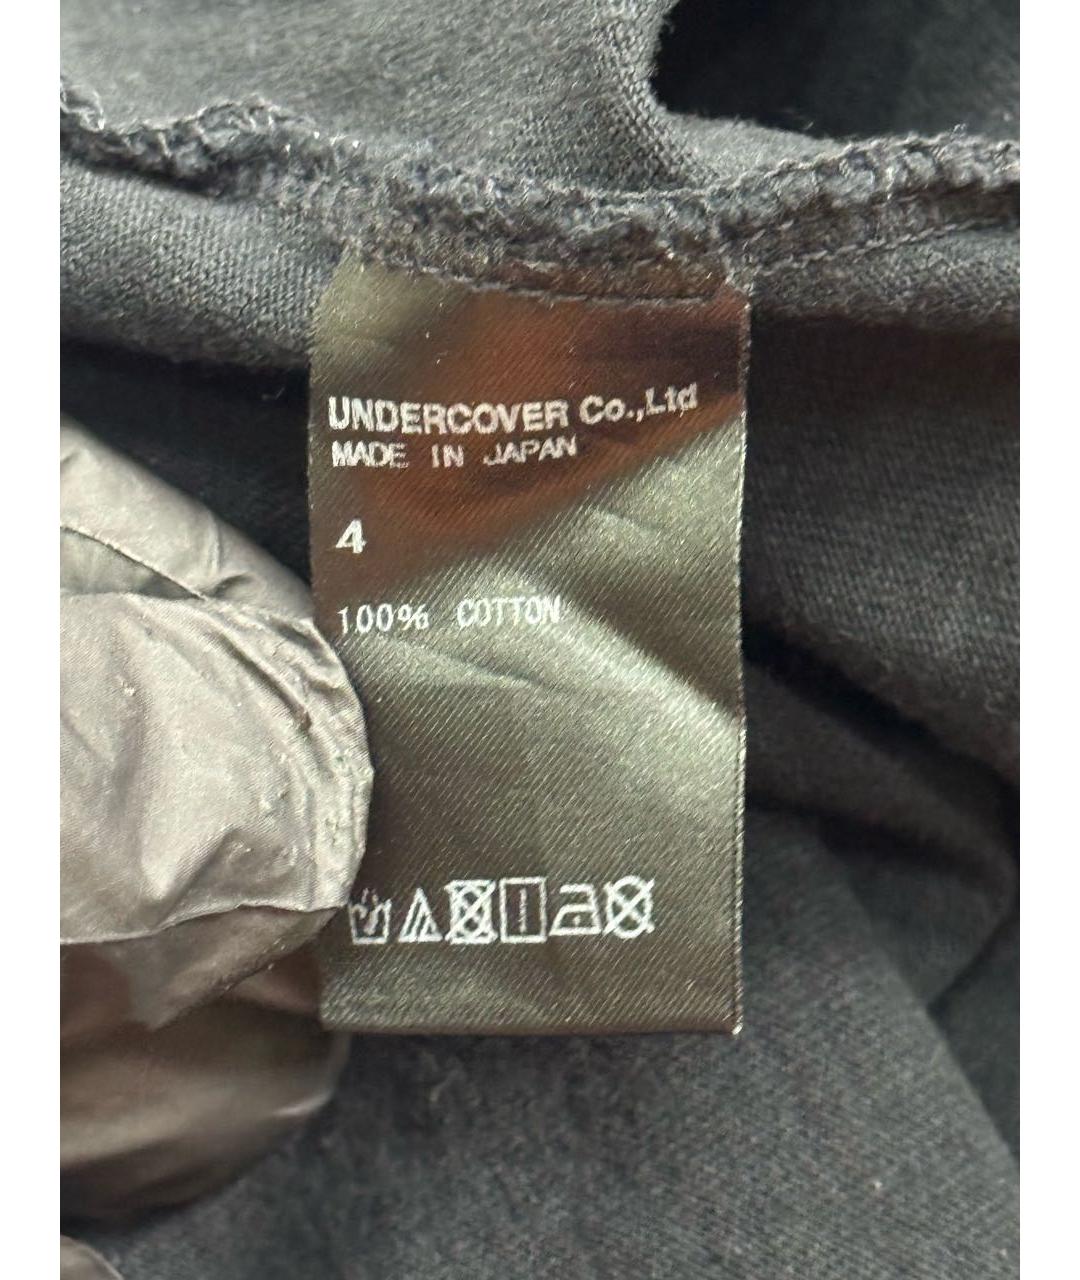 UNDERCOVER Co.,Ltd
MADE IN JAPAN
4
100% COTTON